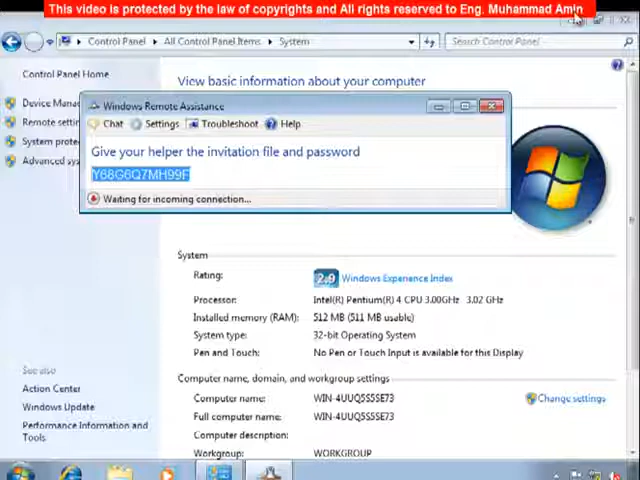 This video is protected by the law of copyrights and All rights reserved to Eng. Muhammad Amin
Control Panel
All Control Panel Items
System
Search Control Panel
Control Panel Home
View basic information about your computer
Device Mana
Remote setti
System prote
Advanced sys
Windows Remote Assistance
Chat
Settings
Troubleshoot
Help
Give your helper the invitation file and password
Y68G6Q7MH99F
Waiting for incoming connection...
System
Rating:
2.9
Windows Experience Index
Processor:
Intel(R) Pentium(R) 4 CPU 3.00GHz 3.02 GHz
Installed memory (RAM):
512 MB (511 MB usable)
System type:
32-bit Operating System
Pen and Touch:
No Pen or Touch Input is available for this Display
See also
Action Center
Windows Update
Performance Information and
Tools
Computer name, domain, and workgroup settings
Computer name:
WIN-4UUQ5S5SE73
Change settings
Full computer name:
WIN-4UUQ5S5SE73
Computer description:
Workgroup:
WORKGROUP